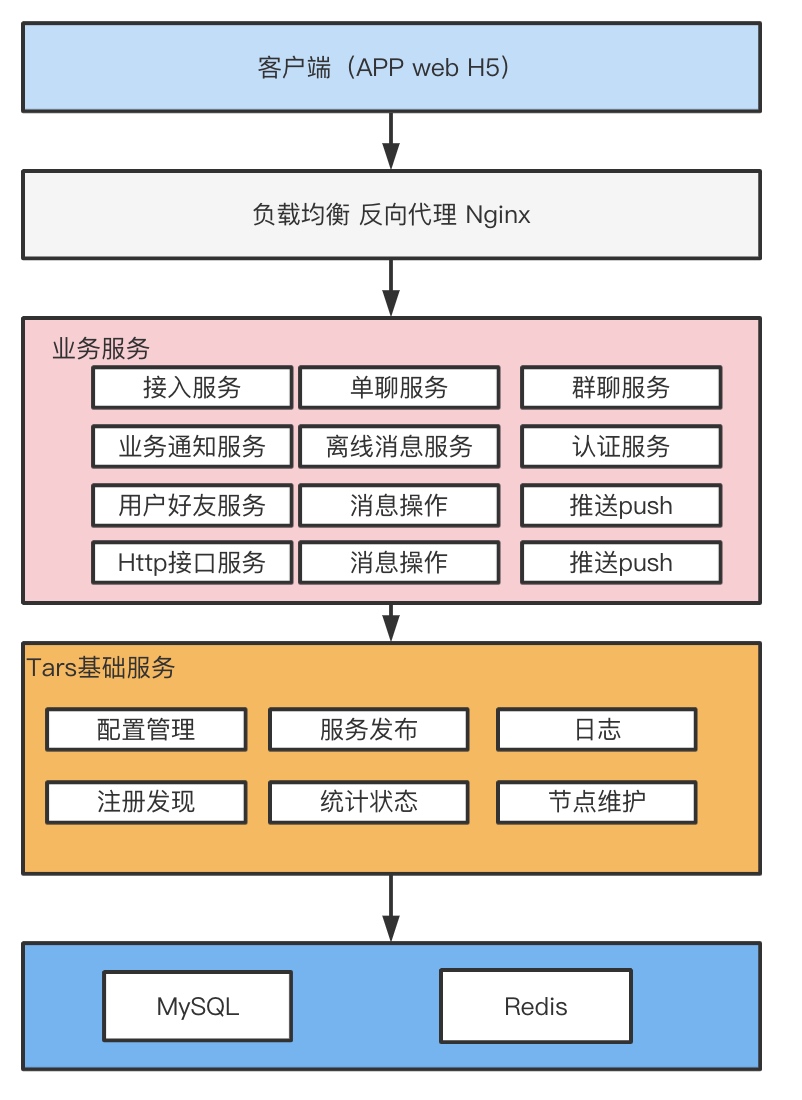 客户端（APP web H5）
负载均衡 反向代理 Nginx
业务服务
接入服务 单聊服务 群聊服务
业务通知服务 离线消息服务 认证服务
用户好友服务 消息操作 推送push
Http接口服务 消息操作 推送push
Tars基础服务
配置管理 服务发布 日志
注册发现 统计状态 节点维护
MySQL Redis